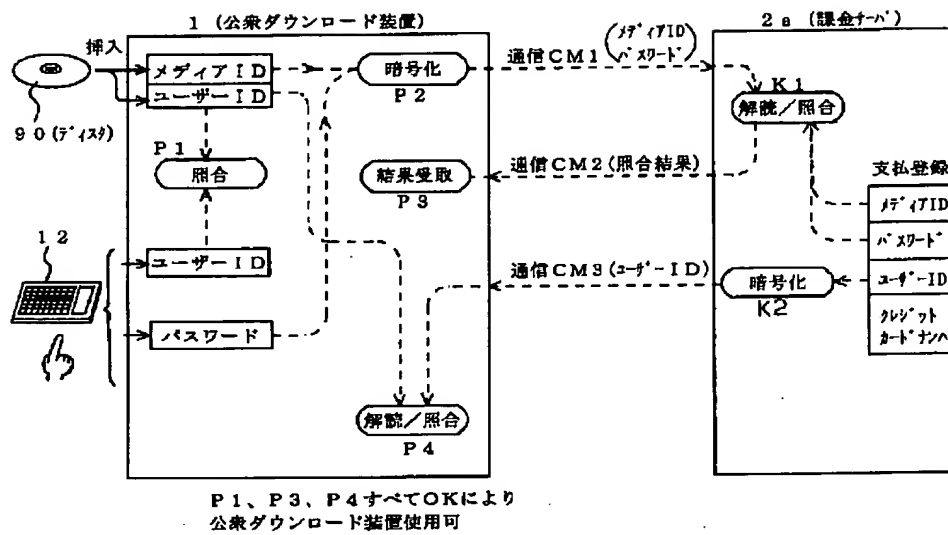 1 (公衆ダウンロード装置)
2a (課金サーバ)
挿入
メディアID
ユーザーID
暗号化
P2
通信CM1 (メディアID
パスワード)
K1
解読/照合
90(ディスク)
P1
照合
結果受取
P3
通信CM2(照合結果)
支払登録
メディアID
パスワード
ユーザーID
クレジット
カードナンバ
12
ユーザーID
通信CM3(ユーザーID)
暗号化
K2
パスワード
解読/照合
P4
P1、P3、P4すべてOKにより
公衆ダウンロード装置使用可